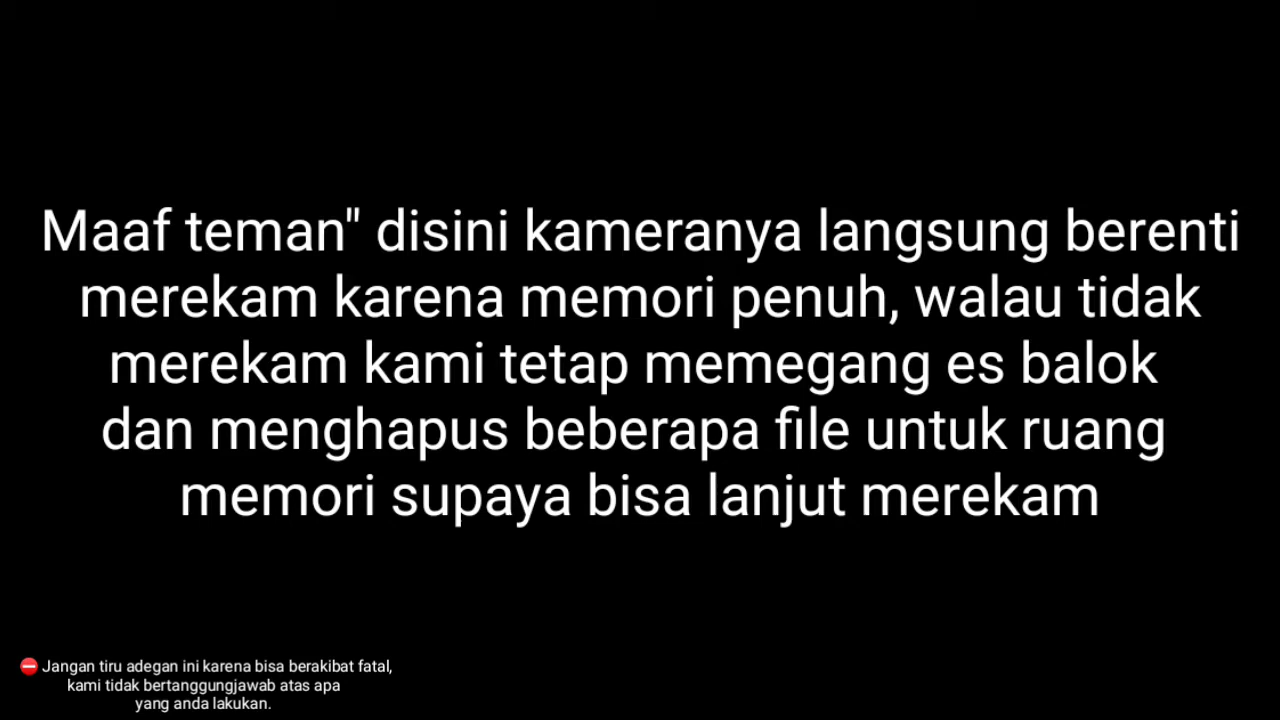 Maaf teman" disini kameranya langsung berenti
merekam karena memori penuh, walau tidak
merekam kami tetap memegang es balok
dan menghapus beberapa file untuk ruang
memori supaya bisa lanjut merekam
⛔ Jangan tiru adegan ini karena bisa berakibat fatal,
kami tidak bertanggungjawab atas apa
yang anda lakukan.